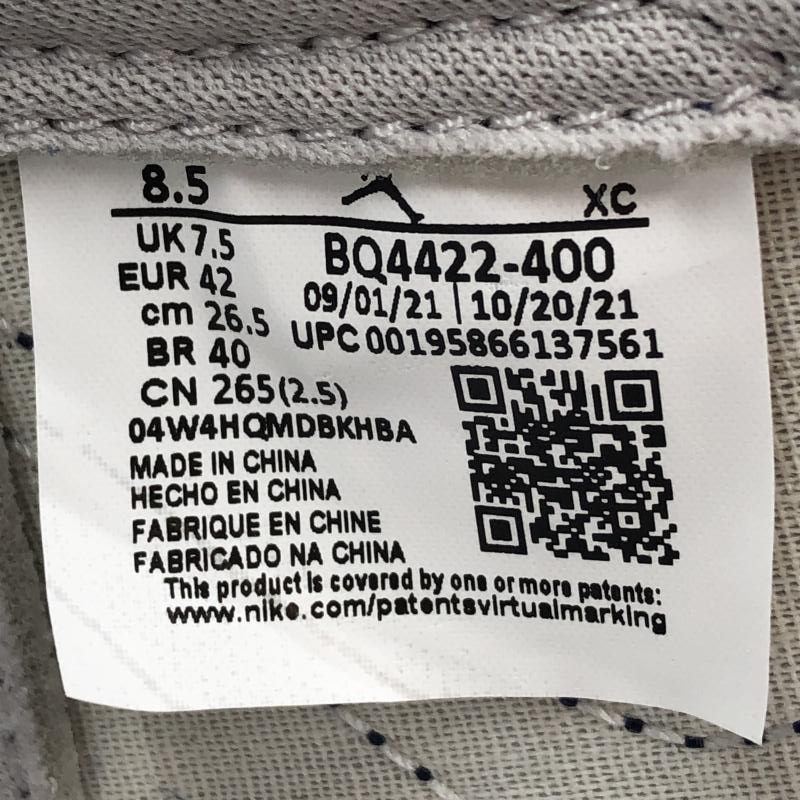 8.5 XC
UK 7.5
EUR 42
cm 26.5
BR 40
CN 265(2.5)
BQ4422-400
09/01/21 | 10/20/21
UPC 00195866137561
04W4HQMDBKHBA
MADE IN CHINA
HECHO EN CHINA
FABRIQUE EN CHINE
FABRICADO NA CHINA
This product is covered by one or more patents:
www.nike.com/patentsvirtualmarking